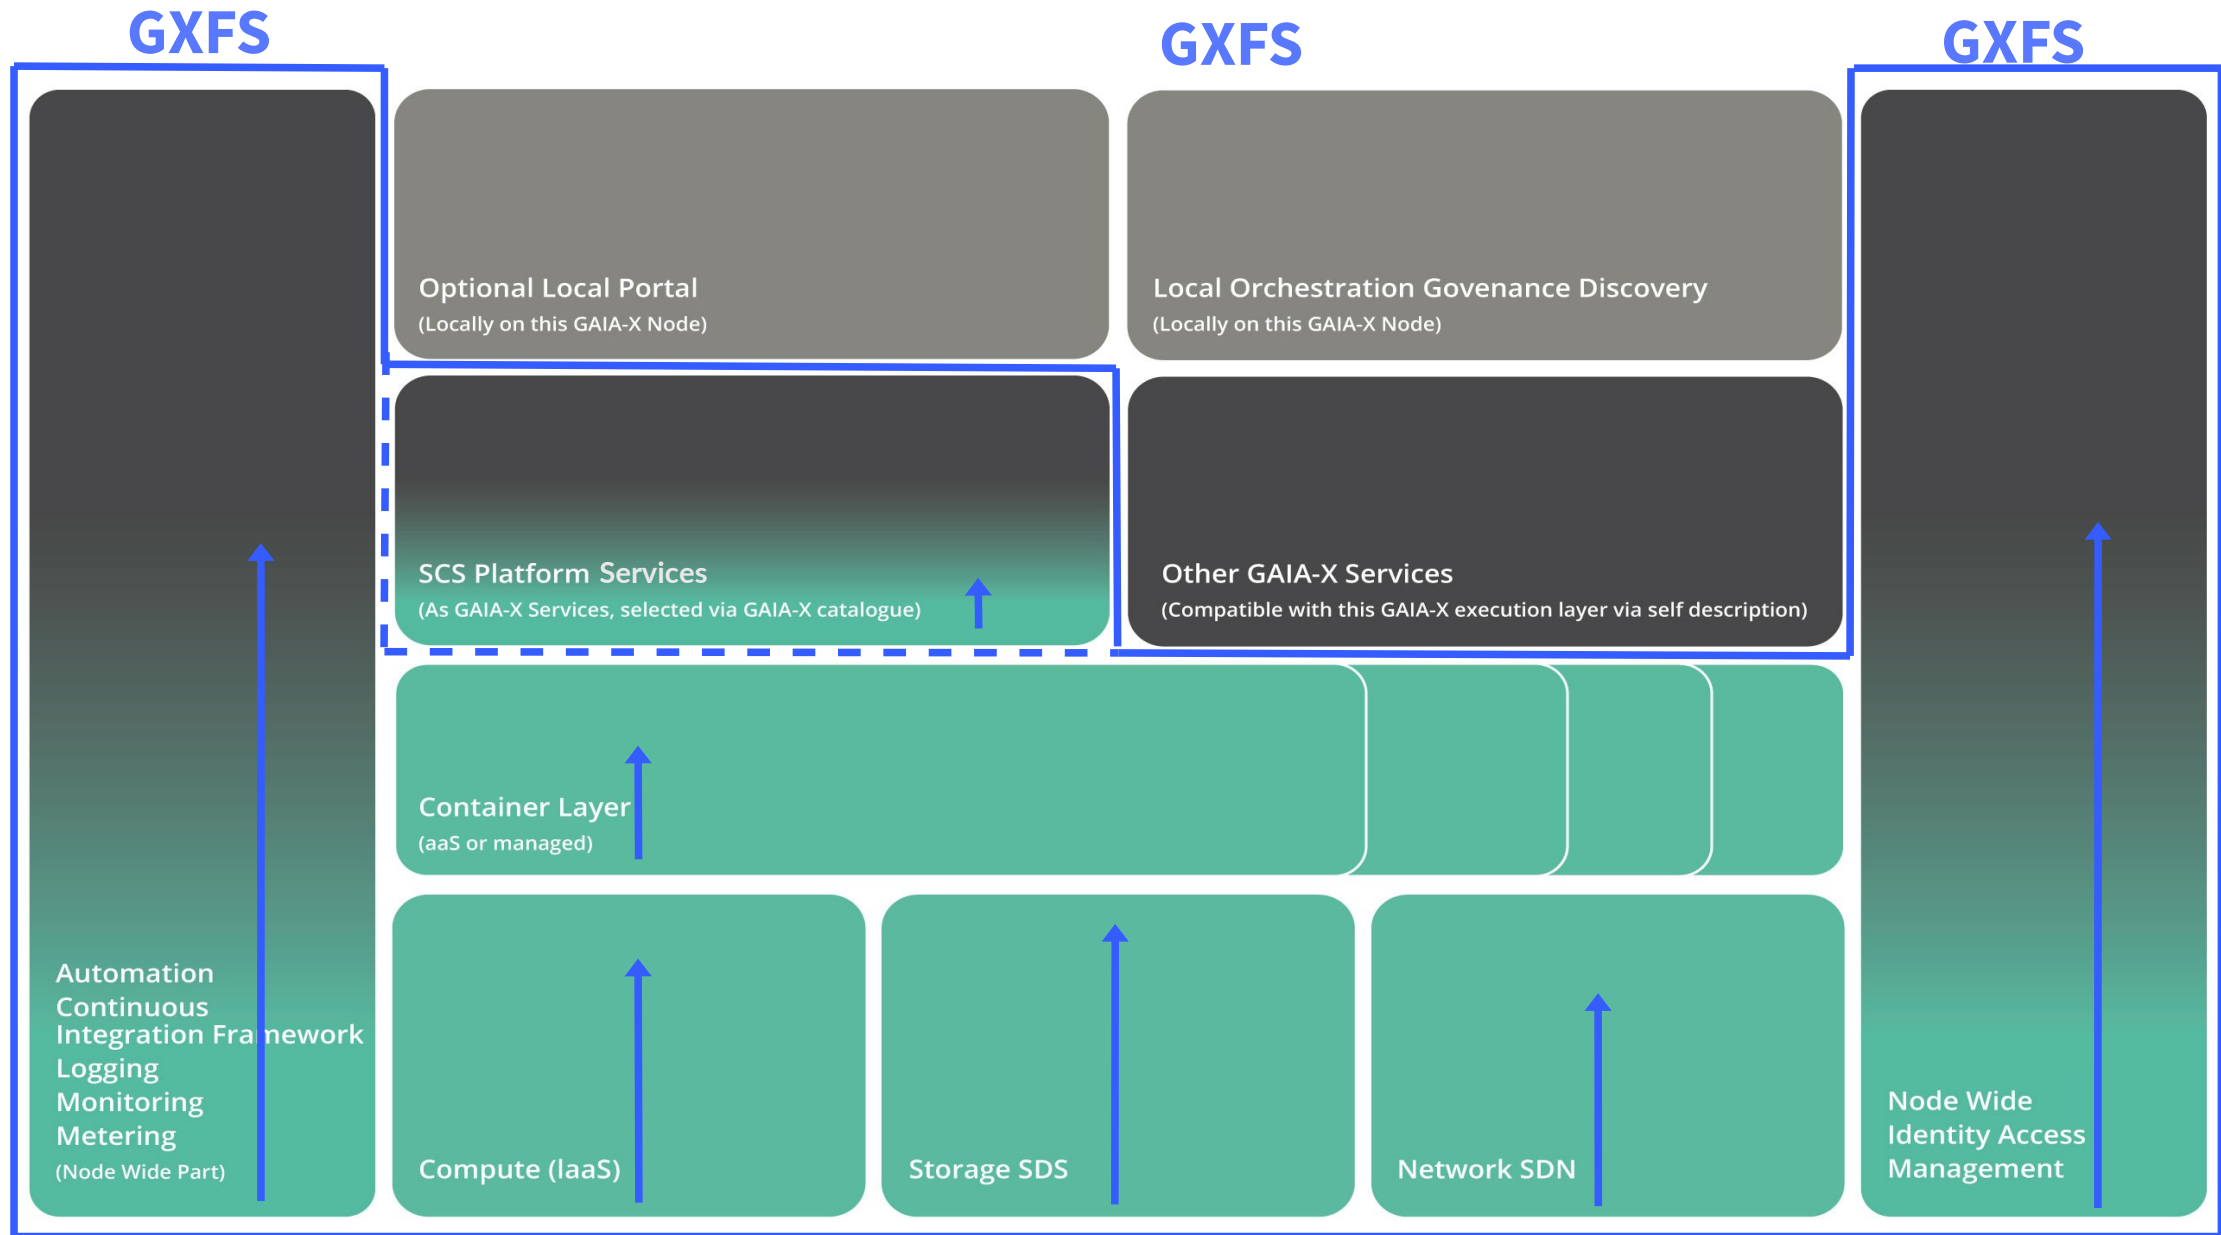 GXFS
GXFS
GXFS
Optional Local Portal
(Locally on this GAIA-X Node)
Local Orchestration Govenance Discovery
(Locally on this GAIA-X Node)
SCS Platform Services
(As GAIA-X Services, selected via GAIA-X catalogue)
Other GAIA-X Services
(Compatible with this GAIA-X execution layer via self description)
Container Layer
(aaS or managed)
Automation
Continuous
Integration Framework
Logging
Monitoring
Metering
(Node Wide Part)
Compute (IaaS)
Storage SDS
Network SDN
Node Wide
Identity Access
Management